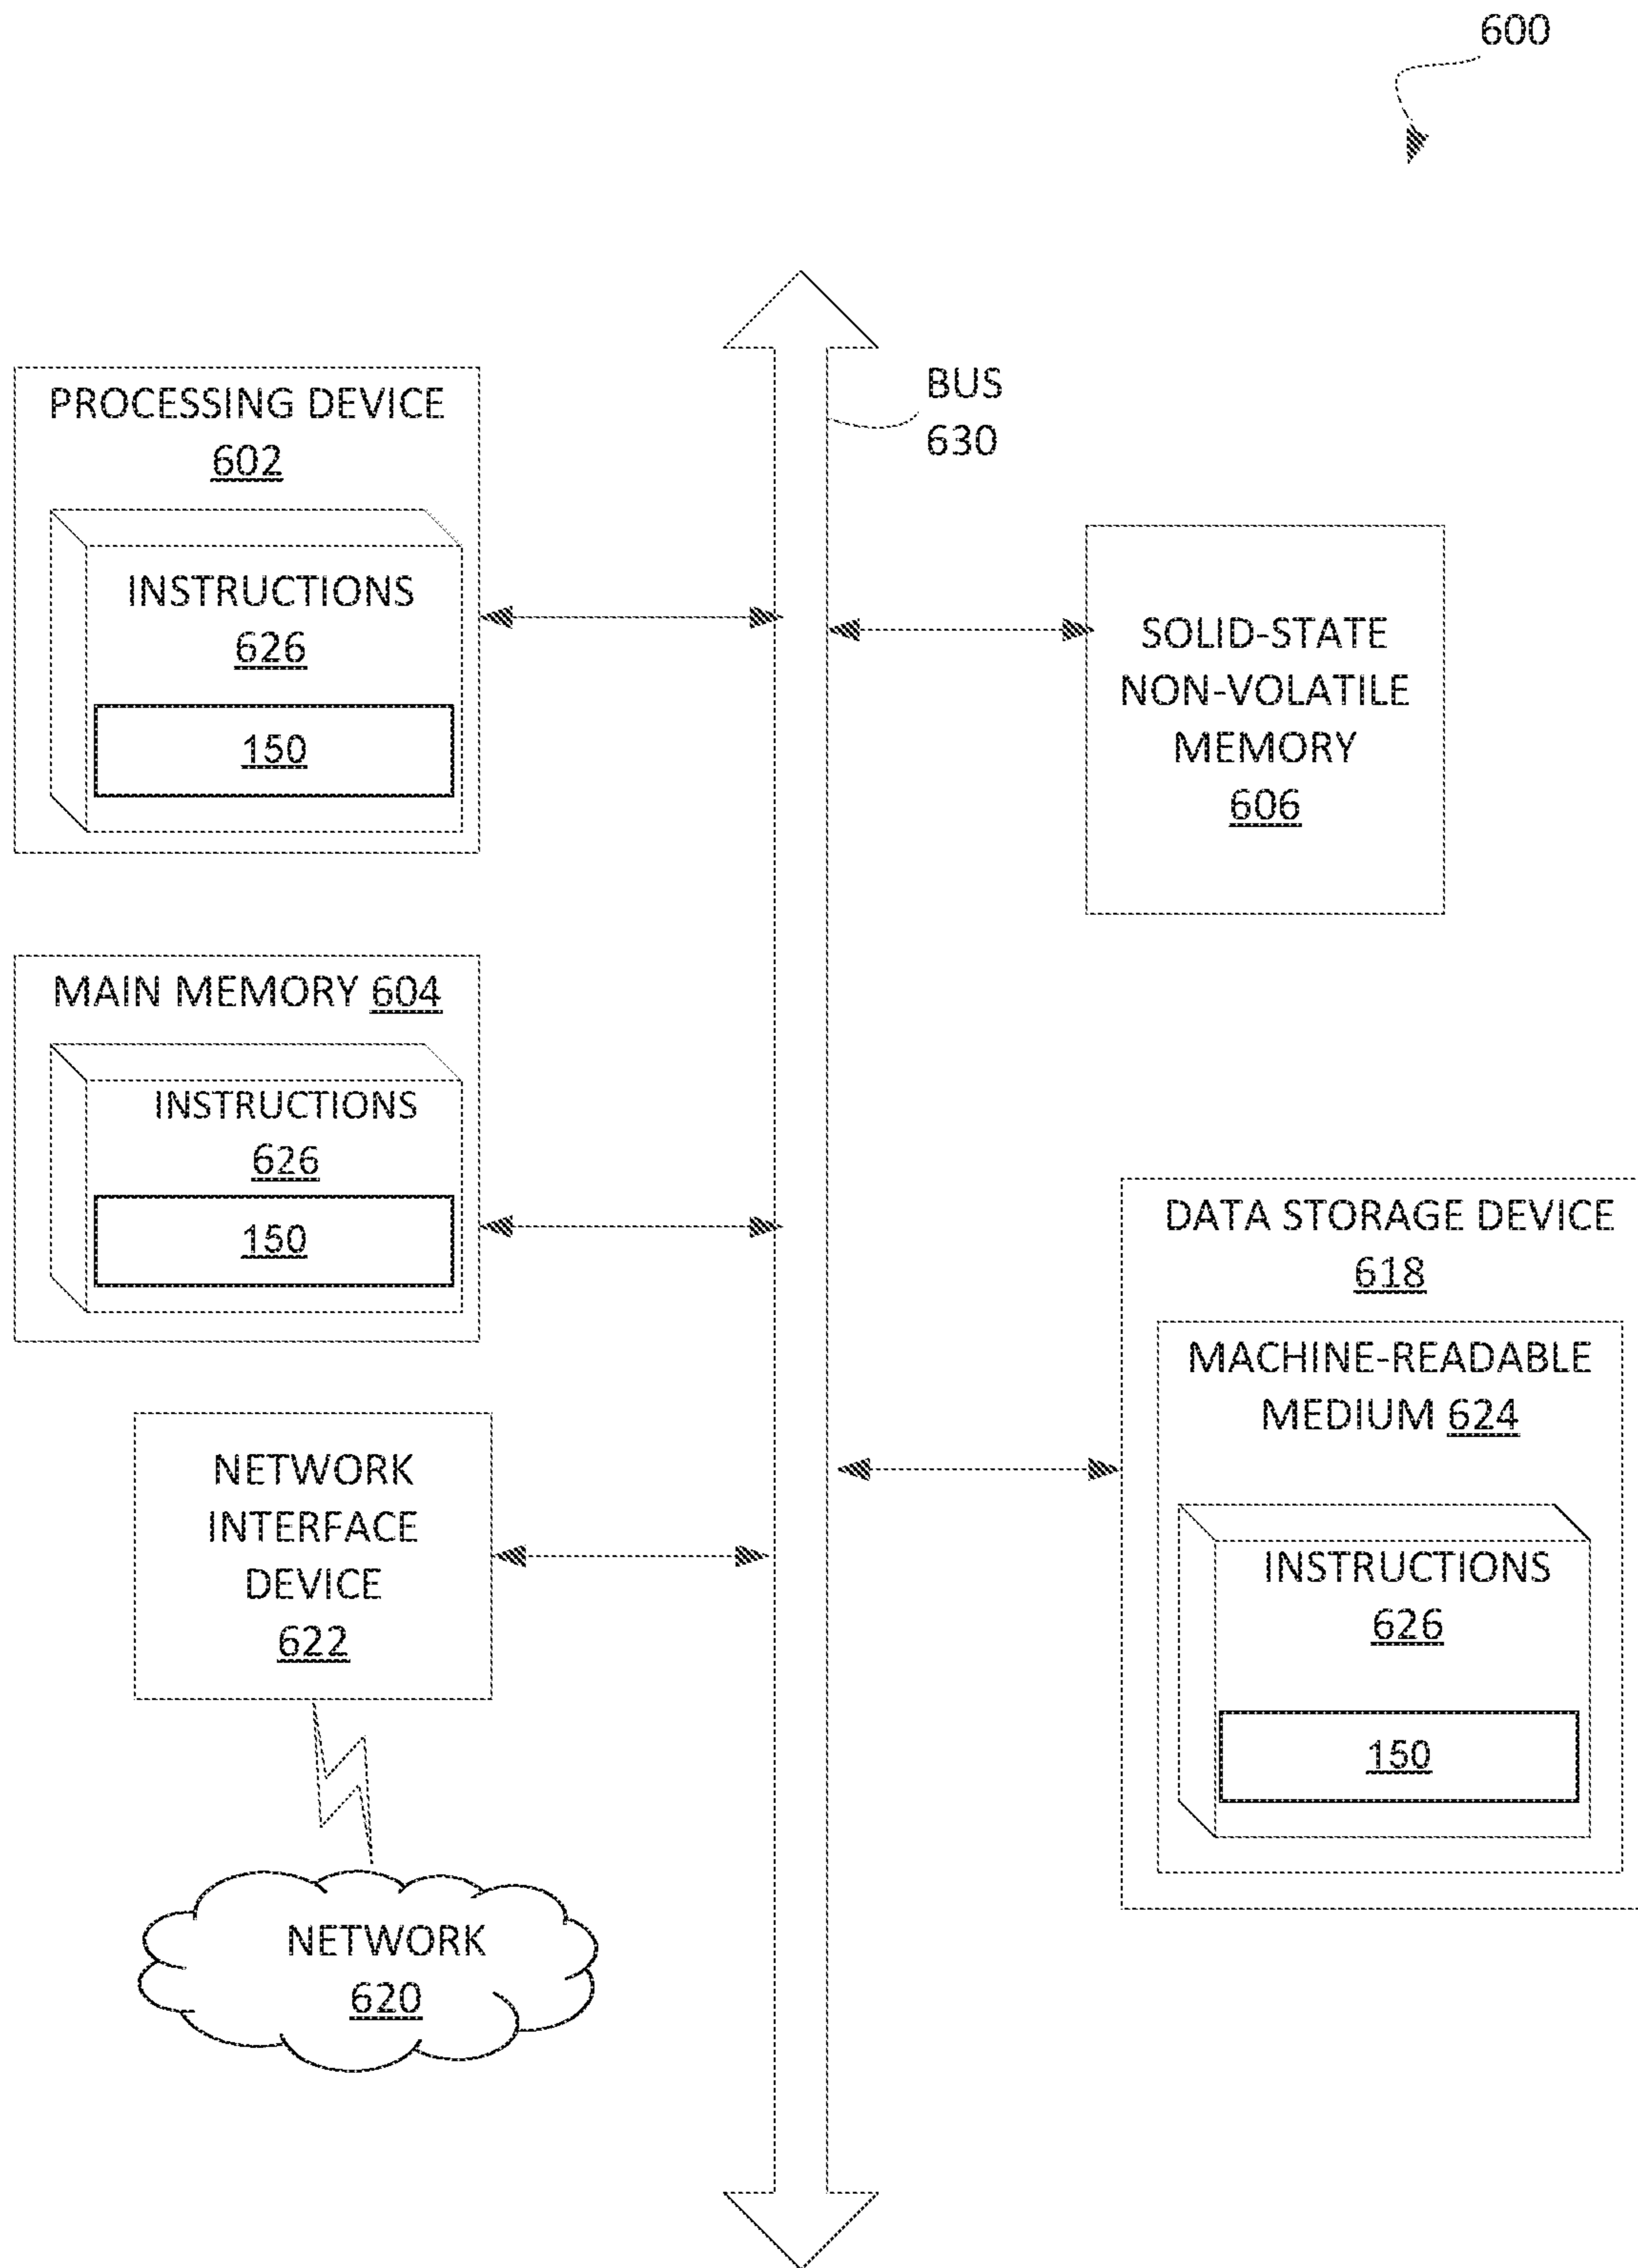 600
BUS
630
PROCESSING DEVICE
602
INSTRUCTIONS
626
150
SOLID-STATE
NON-VOLATILE
MEMORY
606
MAIN MEMORY 604
INSTRUCTIONS
626
150
DATA STORAGE DEVICE
618
MACHINE-READABLE
MEDIUM 624
INSTRUCTIONS
626
150
NETWORK
INTERFACE
DEVICE
622
NETWORK
620